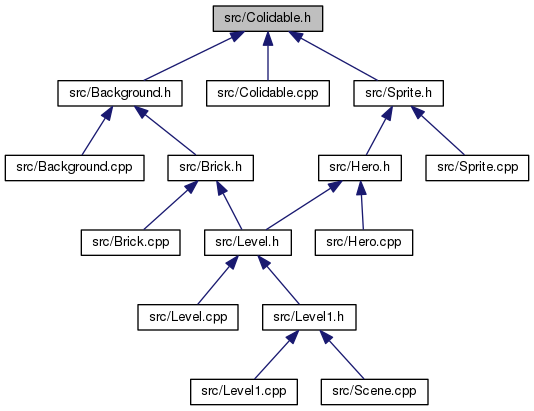 src/Colidable.h
src/Background.h
src/Colidable.cpp
src/Sprite.h
src/Background.cpp
src/Brick.h
src/Hero.h
src/Sprite.cpp
src/Brick.cpp
src/Level.h
src/Hero.cpp
src/Level.cpp
src/Level1.h
src/Level1.cpp
src/Scene.cpp